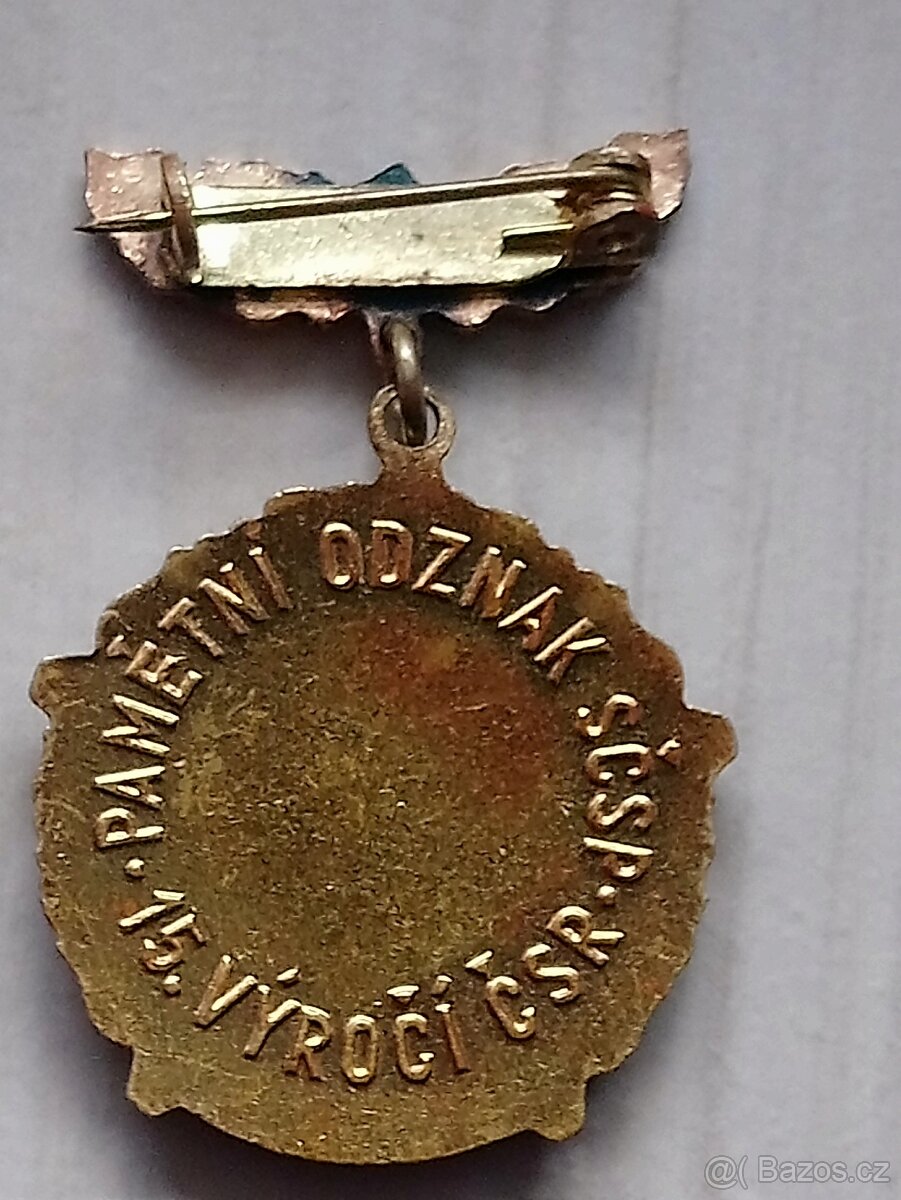 PAMĚTNÍ ODZNAK SČSP
· 15. VÝROČÍ ČSR ·
@( Bazos.cz